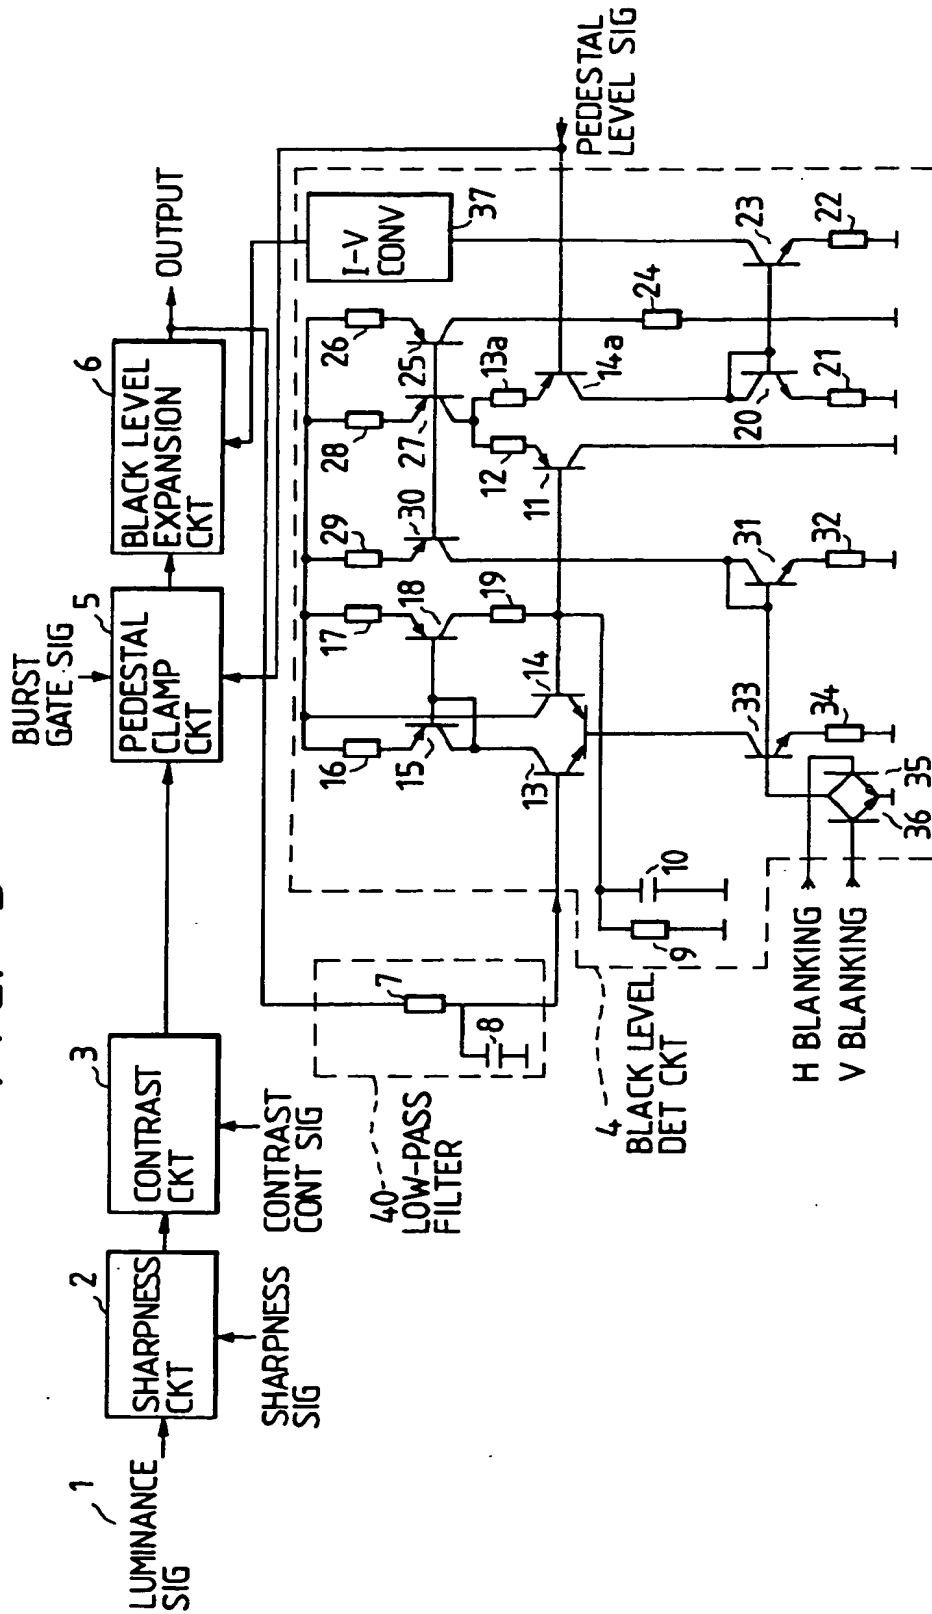 1
LUMINANCE
SIG
2
SHARPNESS
CKT
SHARPNESS
SIG
3
CONTRAST
CKT
CONTRAST
CONT SIG
BURST
GATE SIG
5
PEDESTAL
CLAMP
CKT
6
BLACK LEVEL
EXPANSION
CKT
OUTPUT
40
LOW-PASS
FILTER
7
8
4
BLACK LEVEL
DET CKT
9
10
H BLANKING
V BLANKING
16
17
29
28
26
I-V
CONV
37
15
18
30
27
25
19
12
13a
24
13
14
11
14a
PEDESTAL
LEVEL SIG
33
31
20
23
34
32
21
22
36
35